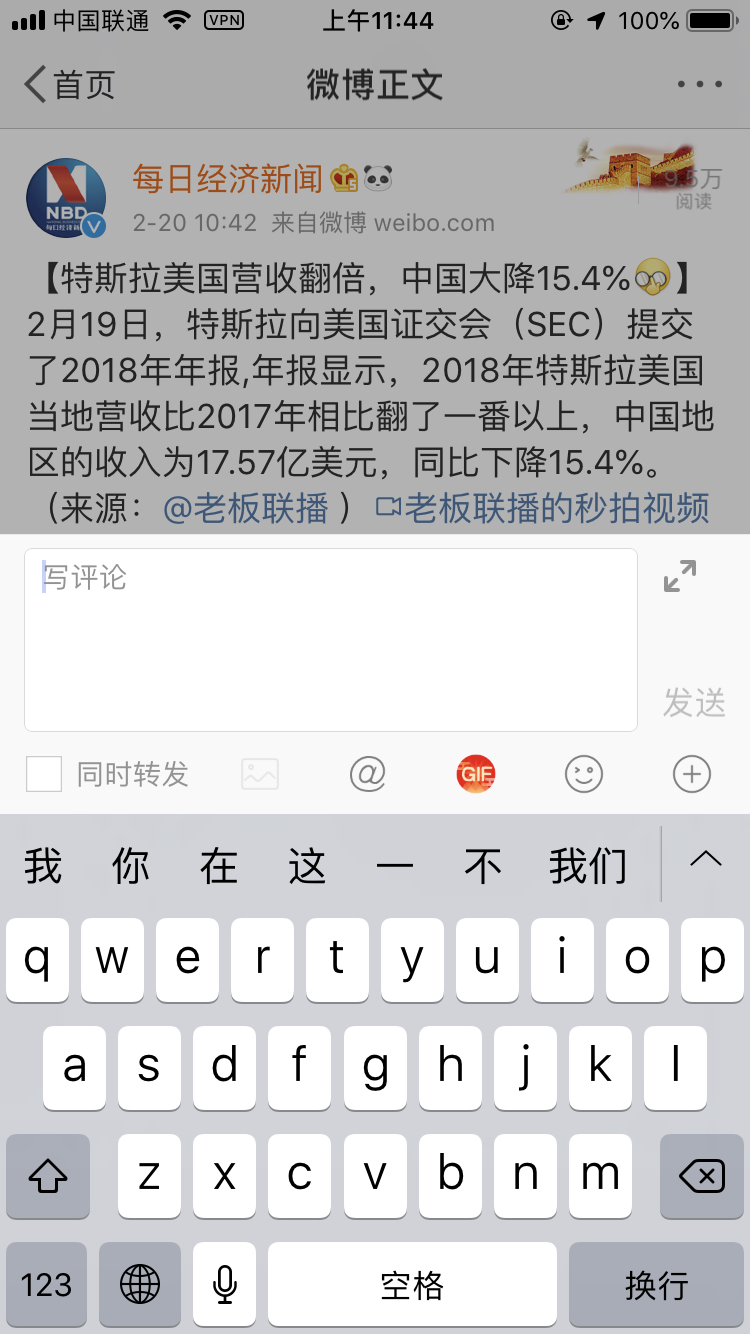 中国联通 VPN 上午11:44 100%
首页 微博正文
每日经济新闻
9.5万
阅读
NBD
2-20 10:42 来自微博 weibo.com
【特斯拉美国营收翻倍，中国大降15.4%】
2月19日，特斯拉向美国证交会（SEC）提交
了2018年年报,年报显示，2018年特斯拉美国
当地营收比2017年相比翻了一番以上，中国地
区的收入为17.57亿美元，同比下降15.4%。
（来源：@老板联播 ）老板联播的秒拍视频
写评论
发送
同时转发 @ GIF
我 你 在 这 一 不 我们
q w e r t y u i o p
a s d f g h j k l
z x c v b n m
123 空格 换行